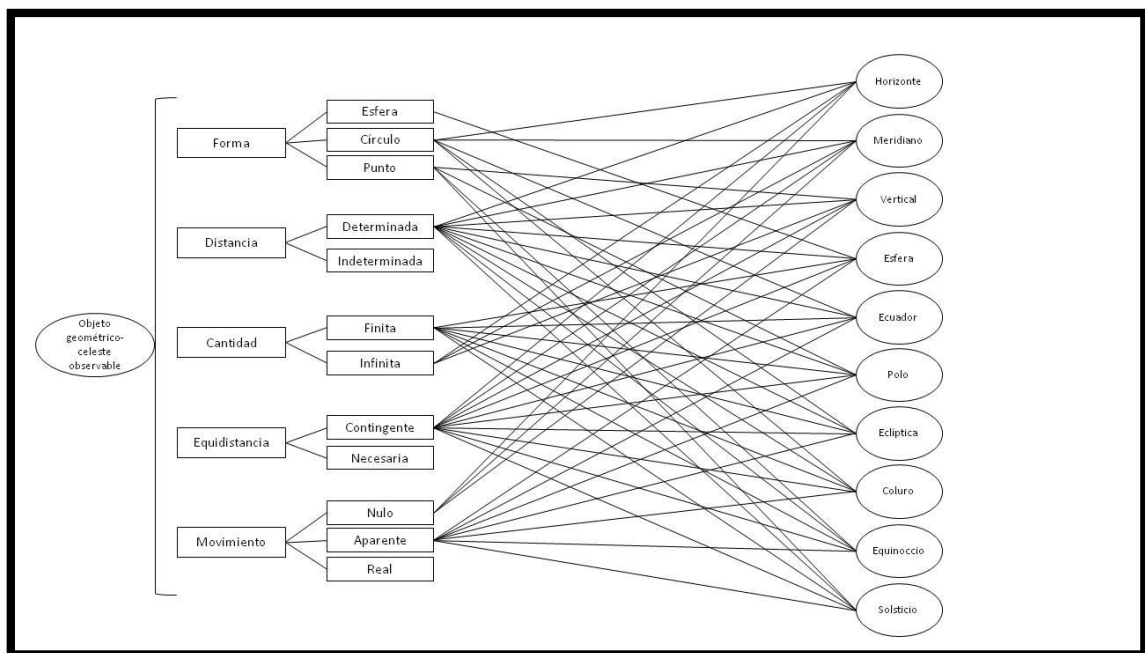 Objeto
geométrico-
celeste
observable
Forma
Esfera
Círculo
Punto
Distancia
Determinada
Indeterminada
Cantidad
Finita
Infinita
Equidistancia
Contingente
Necesaria
Movimiento
Nulo
Aparente
Real
Horizonte
Meridiano
Vertical
Esfera
Ecuador
Polo
Eclíptica
Coluro
Equinoccio
Solsticio